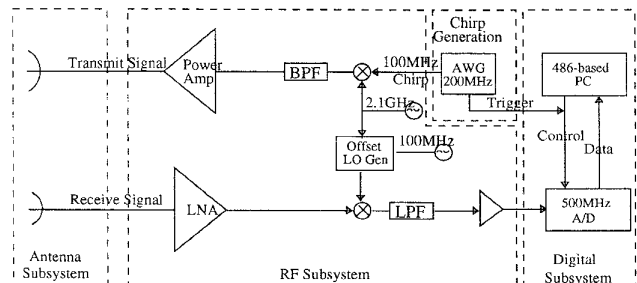 Chirp
Generation
Transmit Signal
Power
Amp
BPF
100MHz
Chirp
AWG
200MHz
486-based
PC
Trigger
2.1GHz
Control
Data
Offset
LO Gen
100MHz
Receive Signal
LNA
LPF
500MHz
A/D
Antenna
Subsystem
RF Subsystem
Digital
Subsystem